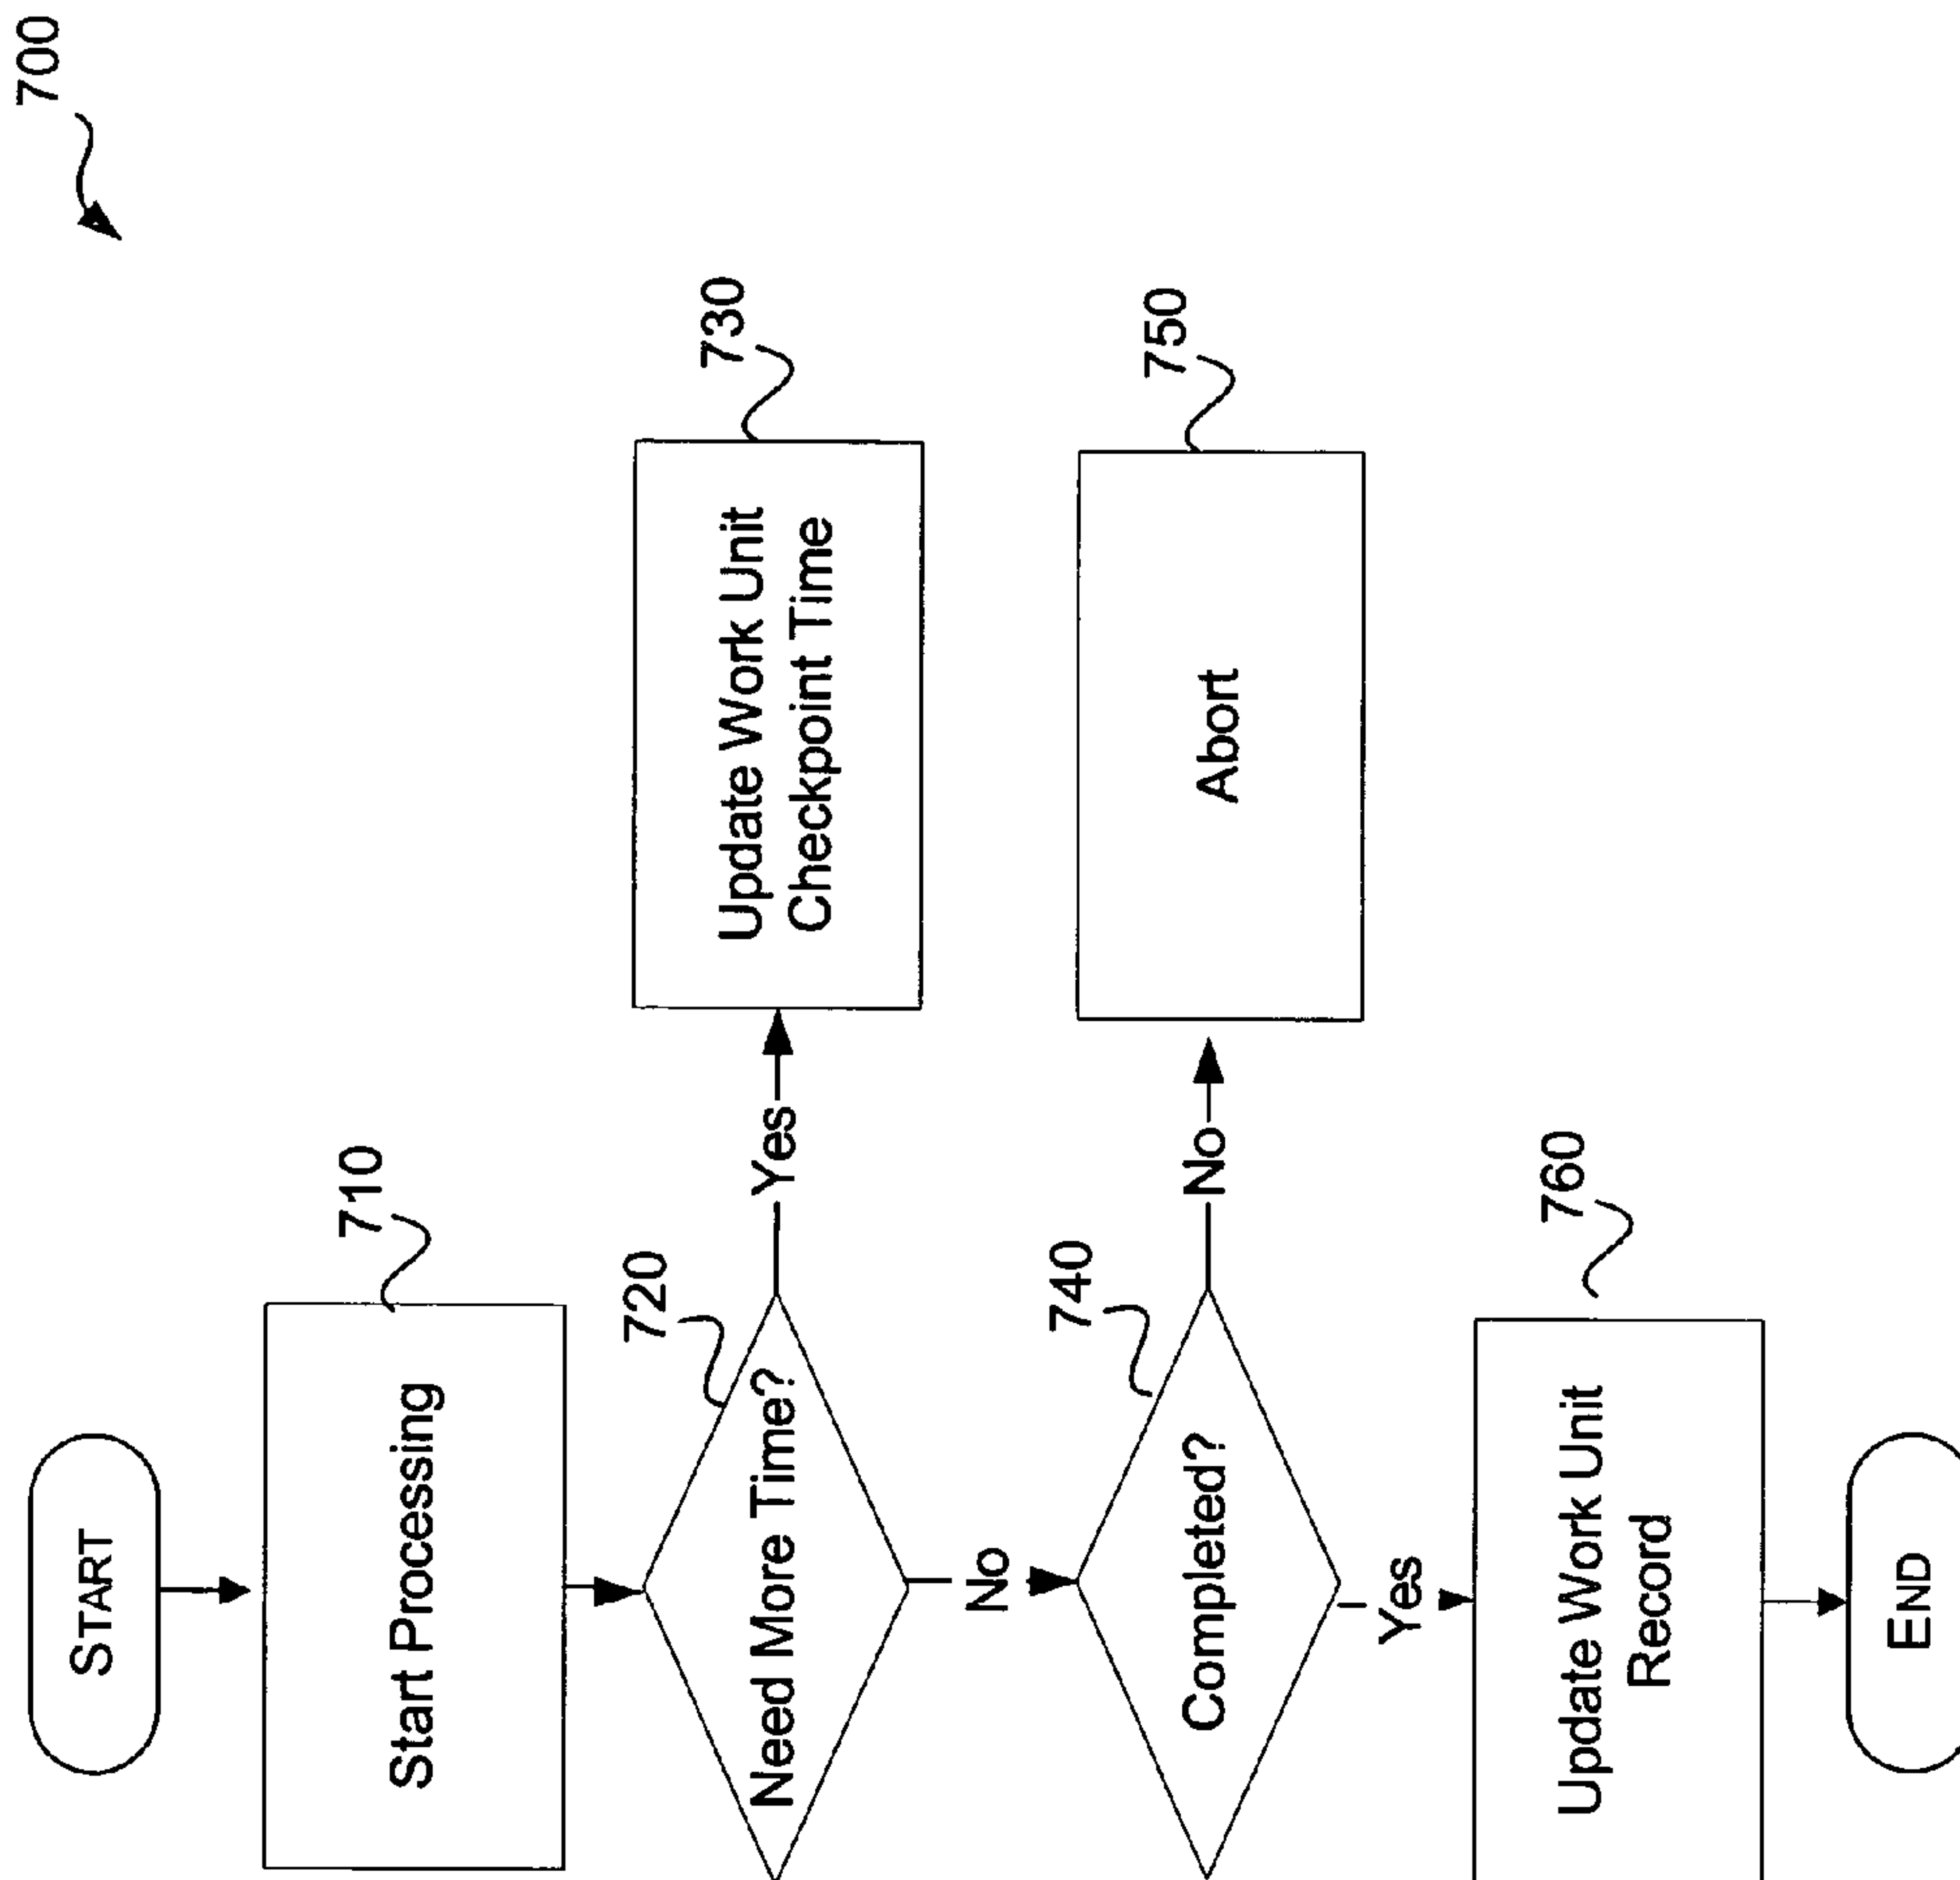 700
START
710
Start Processing
720
Need More Time?
Yes
730
Update Work Unit
Checkpoint Time
No
740
Completed?
No
750
Abort
Yes
760
Update Work Unit
Record
END